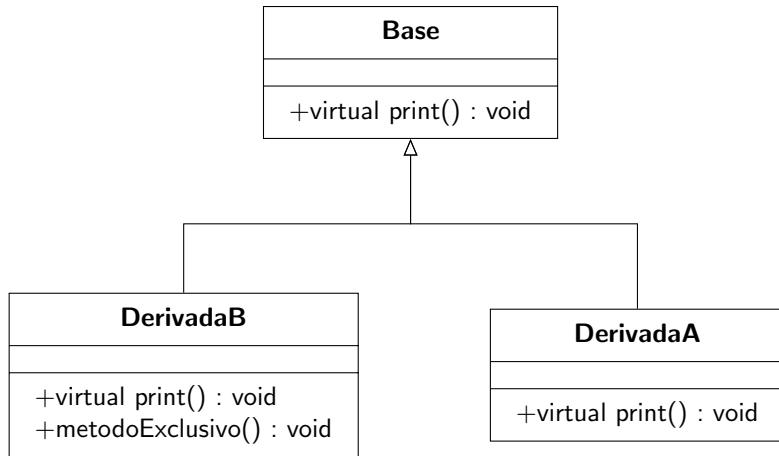 Base
+virtual print() : void
DerivadaB
+virtual print() : void
+metodoExclusivo() : void
DerivadaA
+virtual print() : void